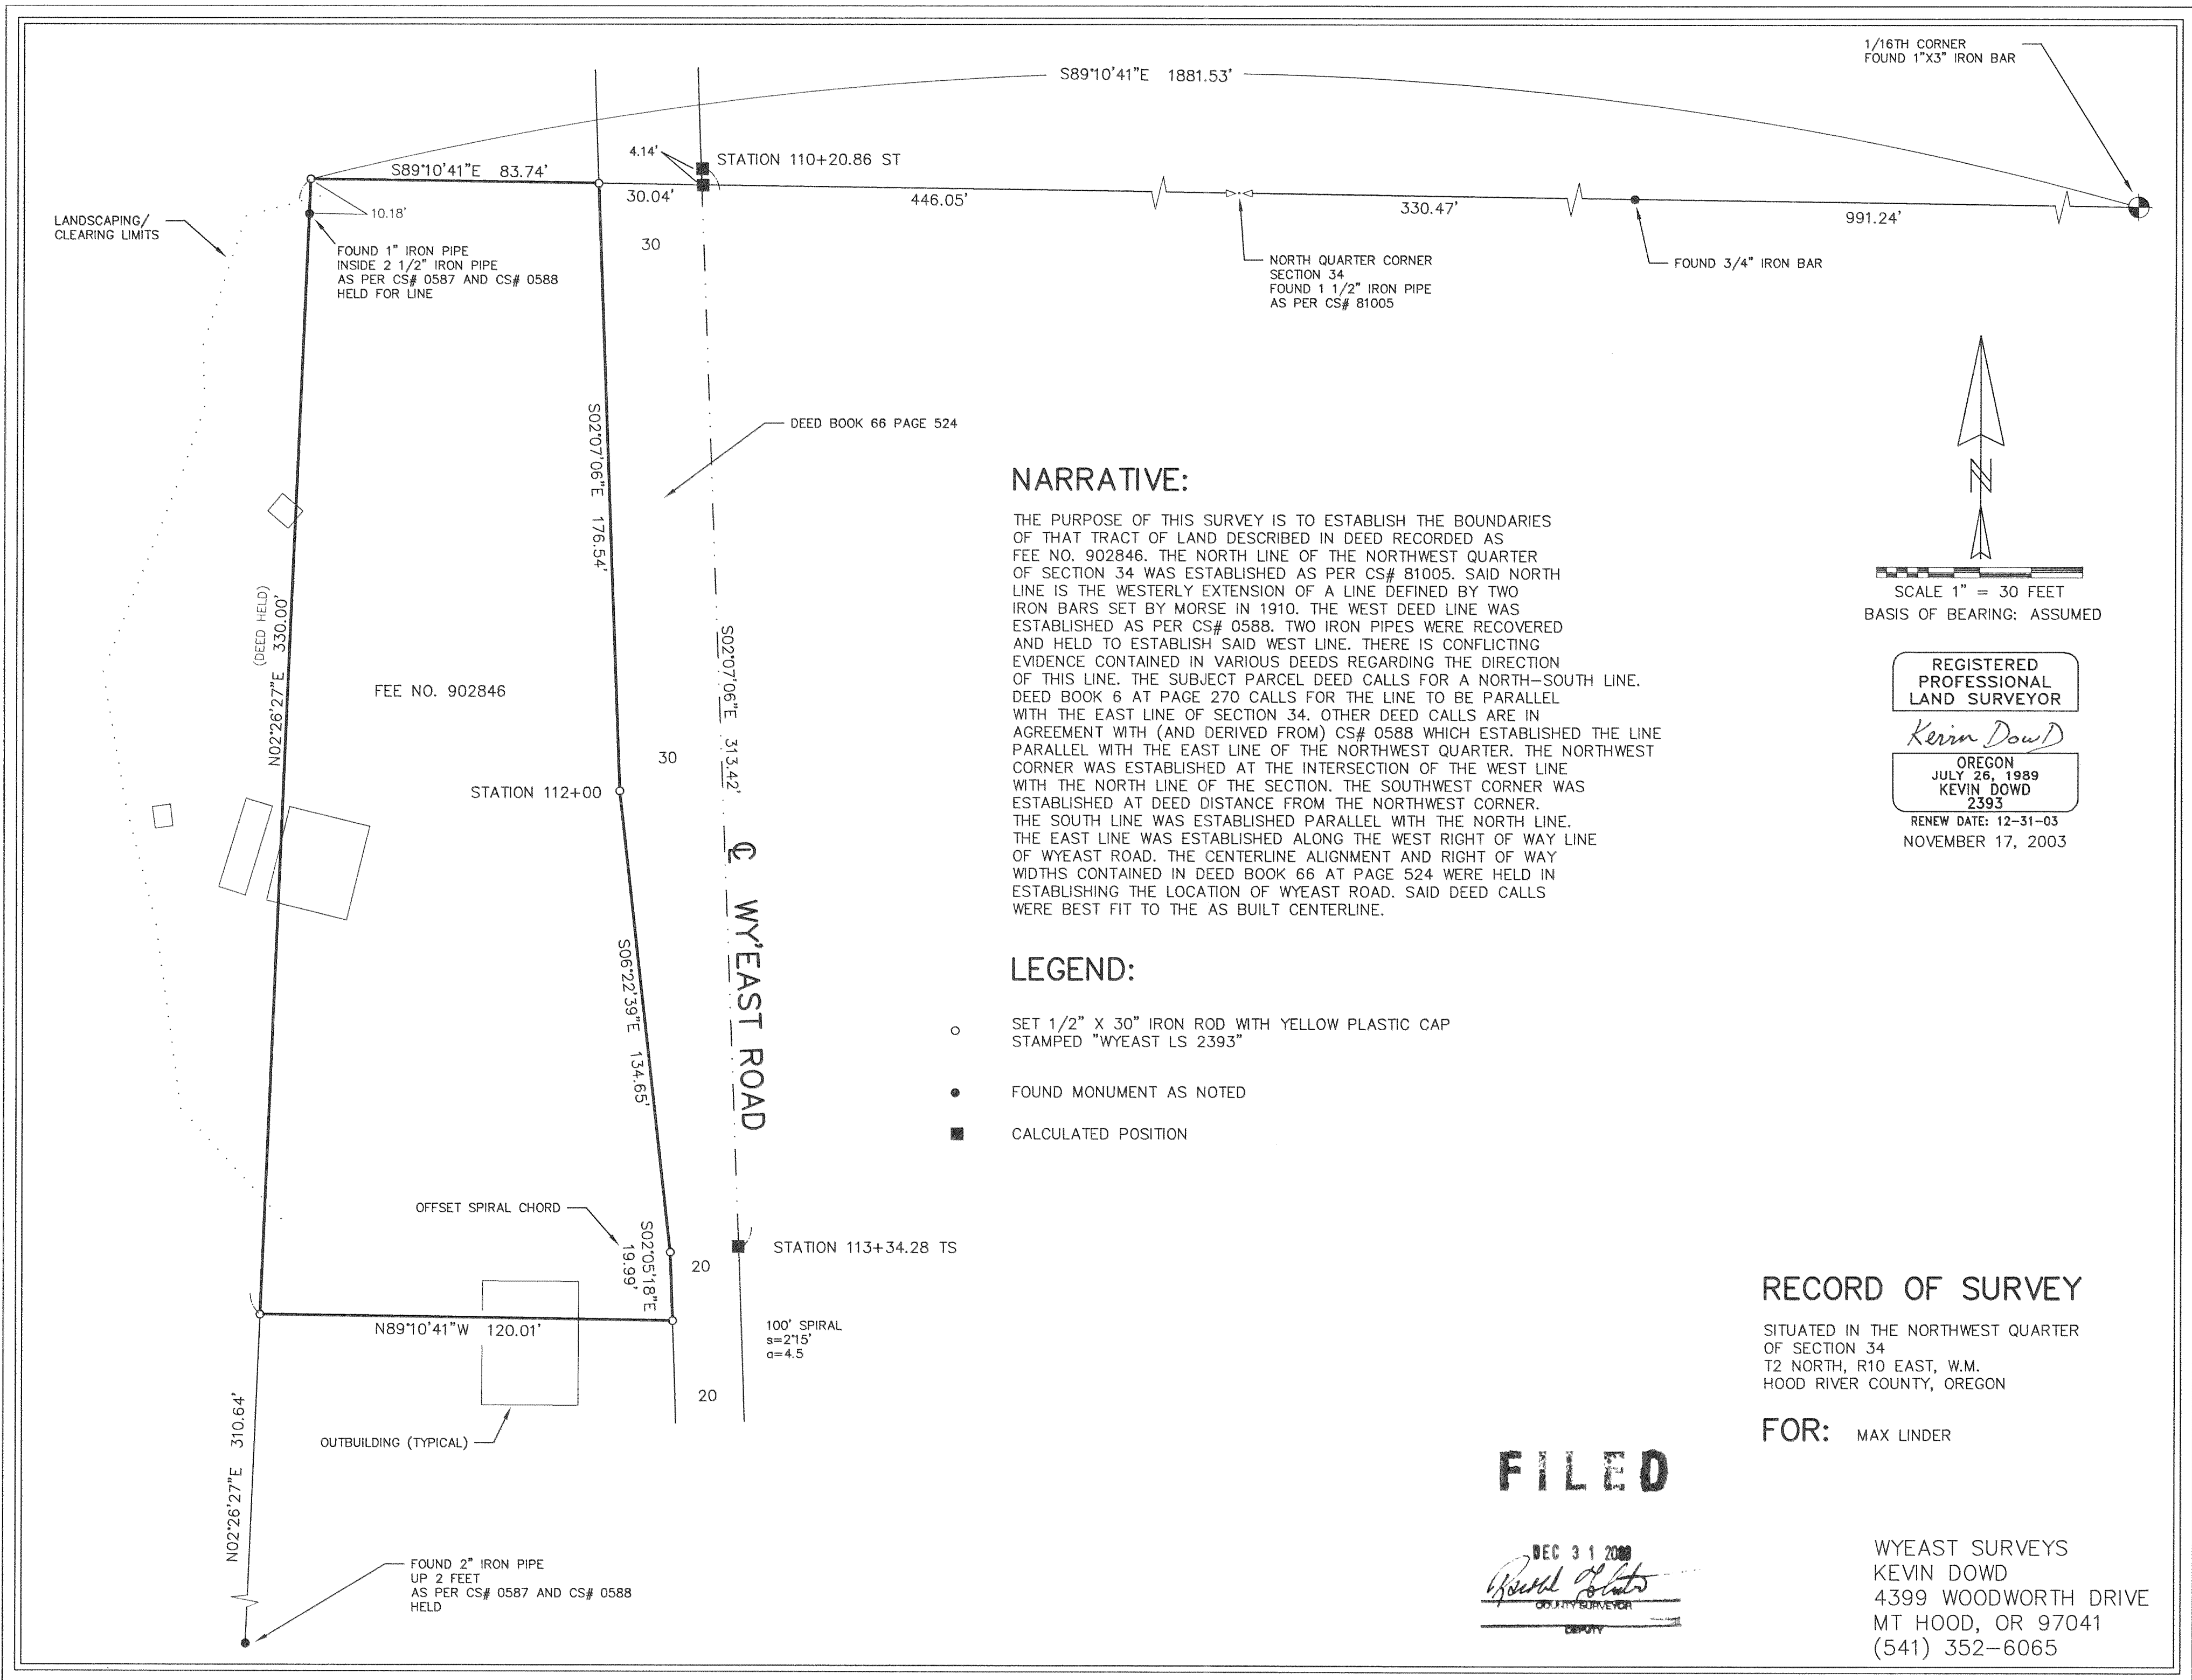 S89°10'41"E 1881.53'
1/16TH CORNER
FOUND 1"X3" IRON BAR
S89°10'41"E 83.74'
4.14'
STATION 110+20.86 ST
30.04'
446.05'
330.47'
991.24'
10.18'
LANDSCAPING/
CLEARING LIMITS
FOUND 1" IRON PIPE
INSIDE 2 1/2" IRON PIPE
AS PER CS# 0587 AND CS# 0588
HELD FOR LINE
30
NORTH QUARTER CORNER
SECTION 34
FOUND 1 1/2" IRON PIPE
AS PER CS# 81005
FOUND 3/4" IRON BAR
S02°07'06"E 176.54'
DEED BOOK 66 PAGE 524
N
SCALE 1" = 30 FEET
BASIS OF BEARING: ASSUMED
REGISTERED
PROFESSIONAL
LAND SURVEYOR
Kevin Dowd
OREGON
JULY 26, 1989
KEVIN DOWD
2393
RENEW DATE: 12-31-03
NOVEMBER 17, 2003
NARRATIVE:
THE PURPOSE OF THIS SURVEY IS TO ESTABLISH THE BOUNDARIES
OF THAT TRACT OF LAND DESCRIBED IN DEED RECORDED AS
FEE NO. 902846. THE NORTH LINE OF THE NORTHWEST QUARTER
OF SECTION 34 WAS ESTABLISHED AS PER CS# 81005. SAID NORTH
LINE IS THE WESTERLY EXTENSION OF A LINE DEFINED BY TWO
IRON BARS SET BY MORSE IN 1910. THE WEST DEED LINE WAS
ESTABLISHED AS PER CS# 0588. TWO IRON PIPES WERE RECOVERED
AND HELD TO ESTABLISH SAID WEST LINE. THERE IS CONFLICTING
EVIDENCE CONTAINED IN VARIOUS DEEDS REGARDING THE DIRECTION
OF THIS LINE. THE SUBJECT PARCEL DEED CALLS FOR A NORTH-SOUTH LINE.
DEED BOOK 6 AT PAGE 270 CALLS FOR THE LINE TO BE PARALLEL
WITH THE EAST LINE OF SECTION 34. OTHER DEED CALLS ARE IN
AGREEMENT WITH (AND DERIVED FROM) CS# 0588 WHICH ESTABLISHED THE LINE
PARALLEL WITH THE EAST LINE OF THE NORTHWEST QUARTER. THE NORTHWEST
CORNER WAS ESTABLISHED AT THE INTERSECTION OF THE WEST LINE
WITH THE NORTH LINE OF THE SECTION. THE SOUTHWEST CORNER WAS
ESTABLISHED AT DEED DISTANCE FROM THE NORTHWEST CORNER.
THE SOUTH LINE WAS ESTABLISHED PARALLEL WITH THE NORTH LINE.
THE EAST LINE WAS ESTABLISHED ALONG THE WEST RIGHT OF WAY LINE
OF WYEAST ROAD. THE CENTERLINE ALIGNMENT AND RIGHT OF WAY
WIDTHS CONTAINED IN DEED BOOK 66 AT PAGE 524 WERE HELD IN
ESTABLISHING THE LOCATION OF WYEAST ROAD. SAID DEED CALLS
WERE BEST FIT TO THE AS BUILT CENTERLINE.
(DEED HELD)
N02°26'27"E 330.00'
FEE NO. 902846
S02°07'06"E 313.42'
30
STATION 112+00
℄ WY'EAST ROAD
S06°22'39"E 134.65'
LEGEND:
SET 1/2" X 30" IRON ROD WITH YELLOW PLASTIC CAP
STAMPED "WYEAST LS 2393"
FOUND MONUMENT AS NOTED
CALCULATED POSITION
OFFSET SPIRAL CHORD
S02°05'18"E
19.99'
20
STATION 113+34.28 TS
N89°10'41"W 120.01'
100' SPIRAL
s=2°15'
a=4.5
20
OUTBUILDING (TYPICAL)
N02°26'27"E 310.64'
FOUND 2" IRON PIPE
UP 2 FEET
AS PER CS# 0587 AND CS# 0588
HELD
RECORD OF SURVEY
SITUATED IN THE NORTHWEST QUARTER
OF SECTION 34
T2 NORTH, R10 EAST, W.M.
HOOD RIVER COUNTY, OREGON
FOR: MAX LINDER
FILED
DEC 31
COUNTY SURVEYOR
DEPUTY
WYEAST SURVEYS
KEVIN DOWD
4399 WOODWORTH DRIVE
MT HOOD, OR 97041
(541) 352-6065